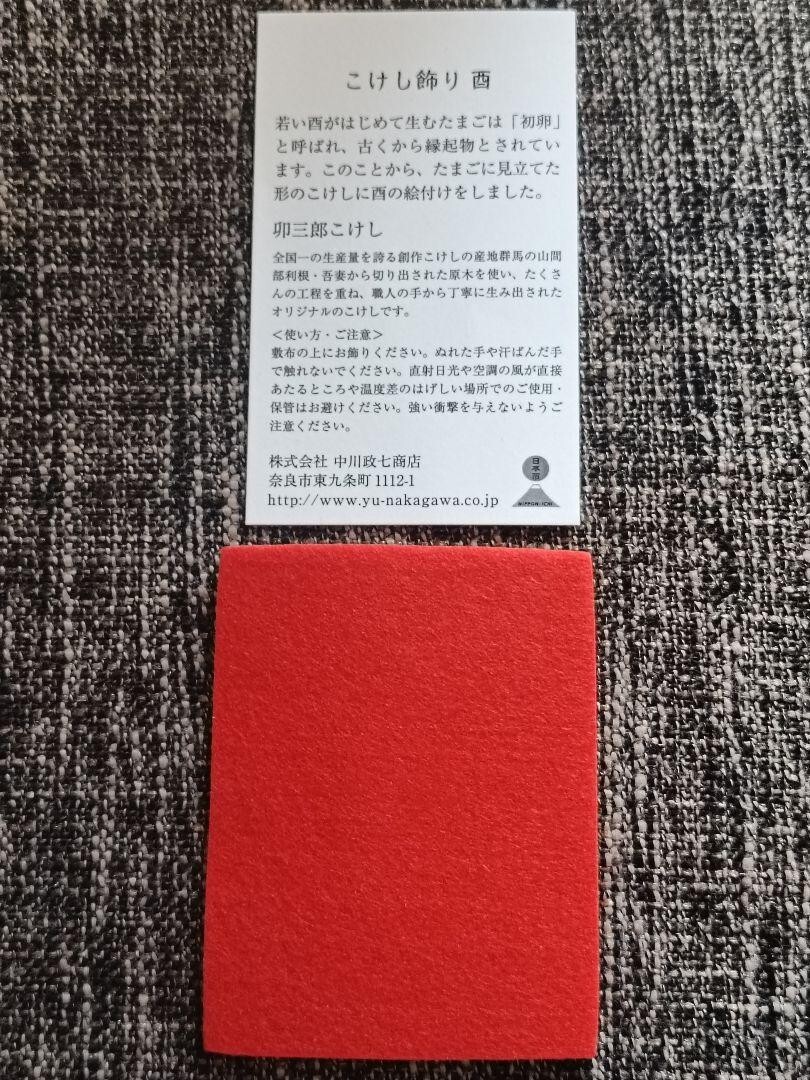 こけし飾り 酉
若い酉がはじめて生むたまごは「初卵」
と呼ばれ、古くから縁起物とされてい
ます。このことから、たまごに見立てた
形のこけしに酉の絵付けをしました。
卯三郎こけし
全国一の生産量を誇る創作こけしの産地群馬の山間
部利根・吾妻から切り出された原木を使い、たくさ
んの工程を重ね、職人の手から丁寧に生み出された
オリジナルのこけしです。
＜使い方・ご注意＞
敷布の上にお飾りください。ぬれた手や汗ばんだ手
で触れないでください。直射日光や空調の風が直接
あたるところや温度差のはげしい場所でのご使用・
保管はお避けください。強い衝撃を与えないようご
注意ください。
株式会社 中川政七商店
奈良市東九条町1112-1
http://www.yu-nakagawa.co.jp
日本市
NIPPON-ICHI